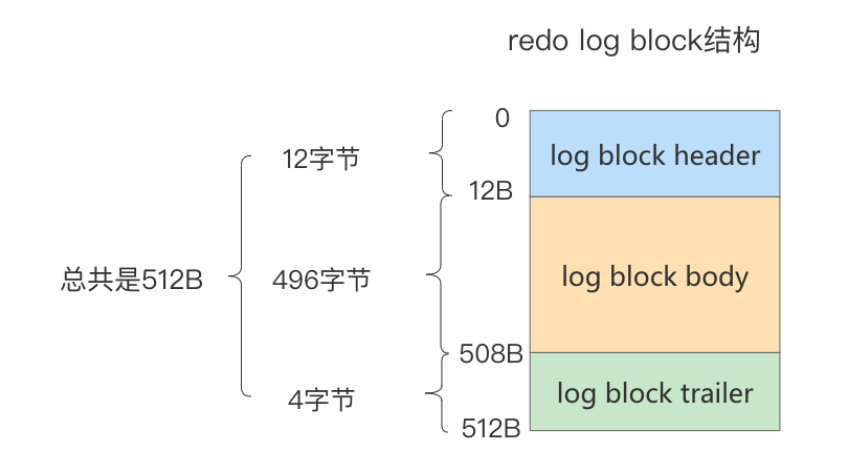 redo log block结构
0
12字节
log block header
12B
总共是512B
496字节
log block body
508B
4字节
log block trailer
512B